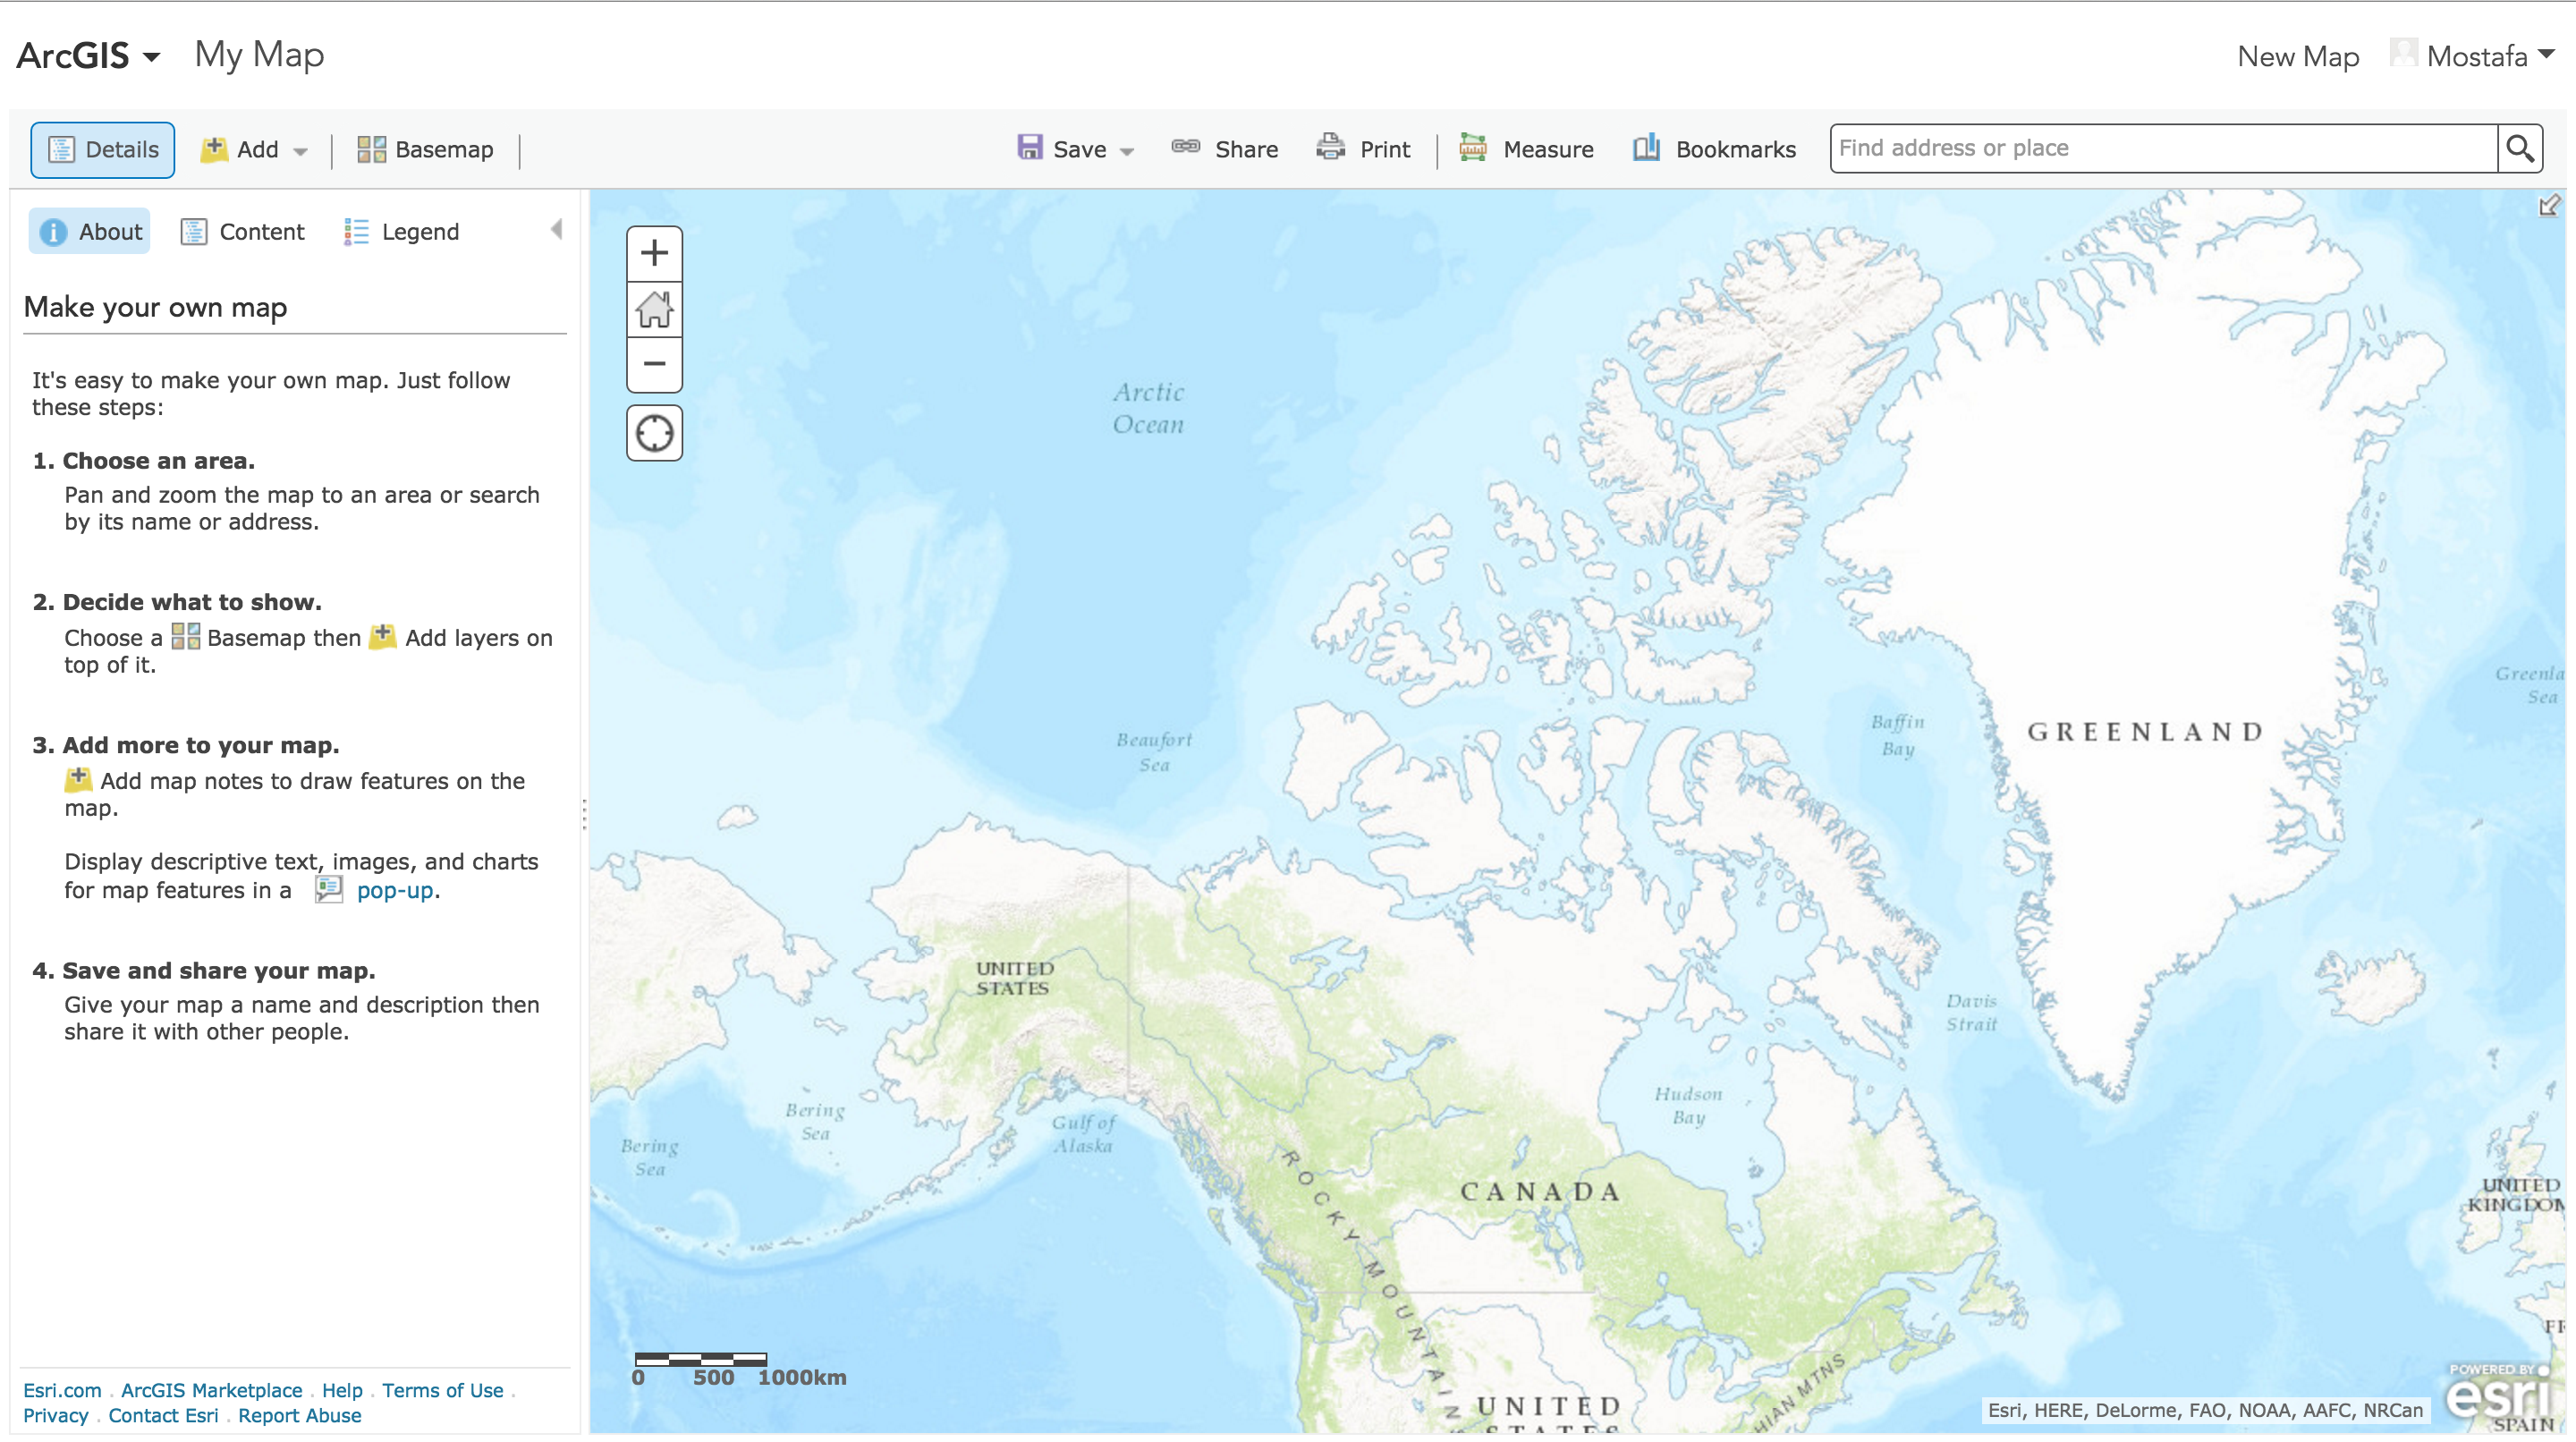 ArcGIS My Map New Map Mostafa
Details Add Basemap Save Share Print Measure Bookmarks Find address or place
About Content Legend
Make your own map
It's easy to make your own map. Just follow
these steps:
1. Choose an area.
Pan and zoom the map to an area or search
by its name or address.
2. Decide what to show.
Choose a Basemap then Add layers on
top of it.
3. Add more to your map.
Add map notes to draw features on the
map.
Display descriptive text, images, and charts
for map features in a pop-up.
4. Save and share your map.
Give your map a name and description then
share it with other people.
Esri.com . ArcGIS Marketplace . Help . Terms of Use .
Privacy . Contact Esri . Report Abuse
Arctic
Ocean
Beaufort
Sea
Baffin
Bay
GREENLAND
Greenla
Sea
UNITED
STATES
Davis
Strait
Bering
Sea
Bering
Sea
Gulf of
Alaska
Hudson
Bay
CANADA
ROCKY MOUNTAIN
UNITED
KINGDOM
FR
0 500 1000km
UNITED
STATES
HIAN MTNS
Esri, HERE, DeLorme, FAO, NOAA, AAFC, NRCan
POWERED BY
esri
SPAIN